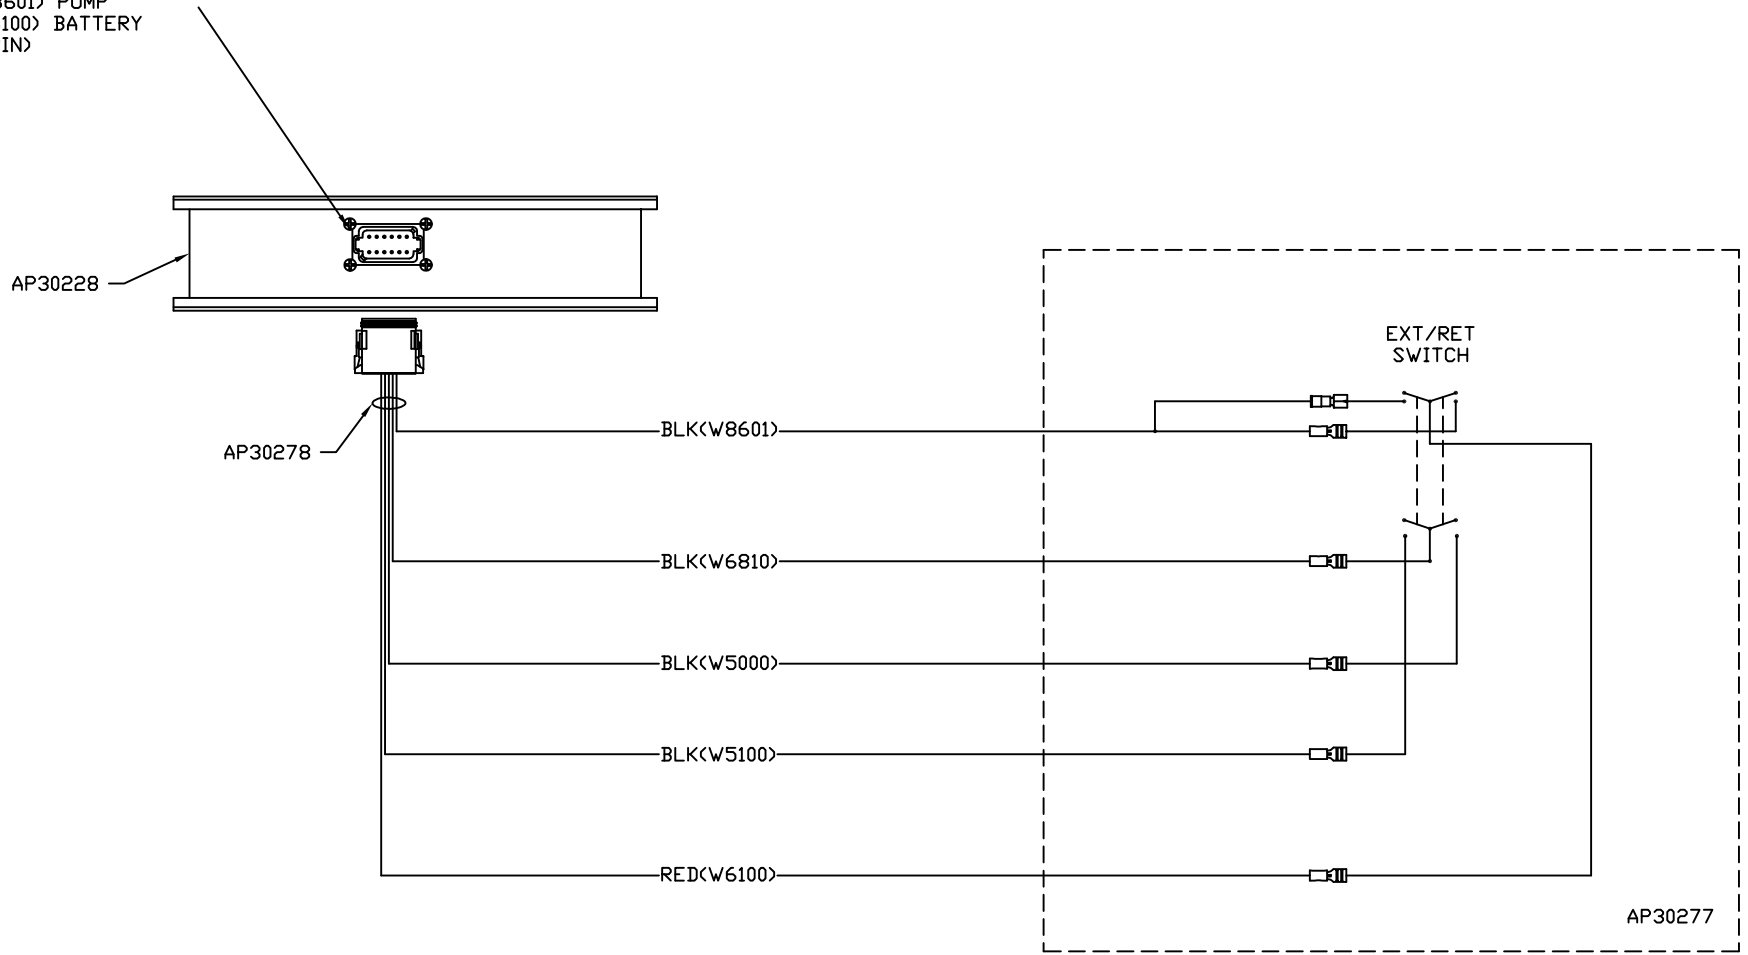 8601) PUMP
100) BATTERY
IN)
AP30228
EXT/RET
SWITCH
BLK(W8601)
AP30278
BLK(W6810)
BLK(W5000)
BLK(W5100)
RED(W6100)
AP30277